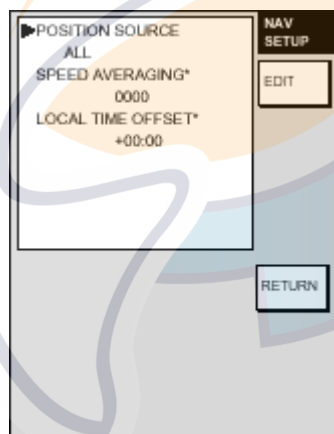 ▶POSITION SOURCE
ALL
SPEED AVERAGING*
0000
LOCAL TIME OFFSET*
+00:00
NAV
SETUP
EDIT
RETURN